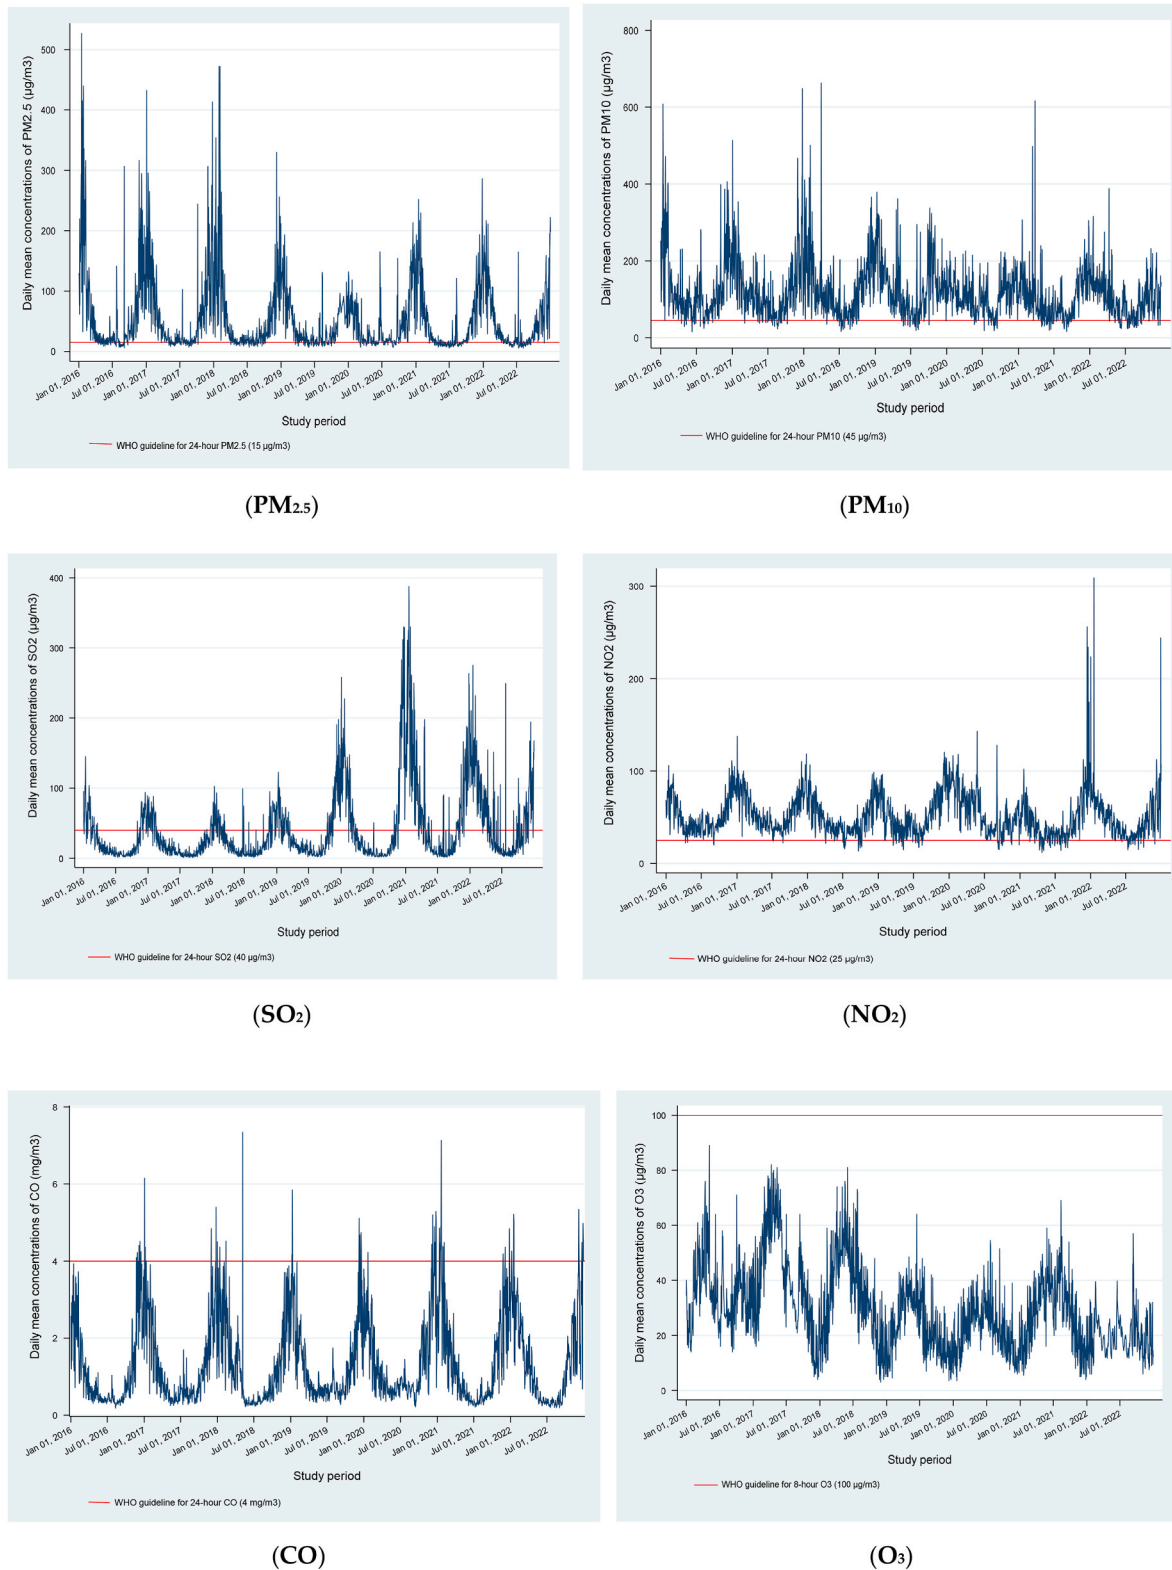 Daily mean concentrations of PM2.5 (µg/m3)
500
400
300
200
100
0
Jan 01, 2016
Jul 01, 2016
Jan 01, 2017
Jul 01, 2017
Jan 01, 2018
Jul 01, 2018
Jan 01, 2019
Jul 01, 2019
Jan 01, 2020
Jul 01, 2020
Jan 01, 2021
Jul 01, 2021
Jan 01, 2022
Jul 01, 2022
Study period
WHO guideline for 24-hour PM2.5 (15 µg/m3)
(PM2.5)
Daily mean concentrations of PM10 (µg/m3)
800
600
400
200
0
Jan 01, 2016
Jul 01, 2016
Jan 01, 2017
Jul 01, 2017
Jan 01, 2018
Jul 01, 2018
Jan 01, 2019
Jul 01, 2019
Jan 01, 2020
Jul 01, 2020
Jan 01, 2021
Jul 01, 2021
Jan 01, 2022
Jul 01, 2022
Study period
WHO guideline for 24-hour PM10 (45 µg/m3)
(PM10)
Daily mean concentrations of SO2 (µg/m3)
400
300
200
100
0
Jan 01, 2016
Jul 01, 2016
Jan 01, 2017
Jul 01, 2017
Jan 01, 2018
Jul 01, 2018
Jan 01, 2019
Jul 01, 2019
Jan 01, 2020
Jul 01, 2020
Jan 01, 2021
Jul 01, 2021
Jan 01, 2022
Jul 01, 2022
Study period
WHO guideline for 24-hour SO2 (40 µg/m3)
(SO2)
Daily mean concentrations of NO2 (µg/m3)
300
200
100
0
Jan 01, 2016
Jul 01, 2016
Jan 01, 2017
Jul 01, 2017
Jan 01, 2018
Jul 01, 2018
Jan 01, 2019
Jul 01, 2019
Jan 01, 2020
Jul 01, 2020
Jan 01, 2021
Jul 01, 2021
Jan 01, 2022
Jul 01, 2022
Study period
WHO guideline for 24-hour NO2 (25 µg/m3)
(NO2)
Daily mean concentrations of CO (mg/m3)
8
6
4
2
0
Jan 01, 2016
Jul 01, 2016
Jan 01, 2017
Jul 01, 2017
Jan 01, 2018
Jul 01, 2018
Jan 01, 2019
Jul 01, 2019
Jan 01, 2020
Jul 01, 2020
Jan 01, 2021
Jul 01, 2021
Jan 01, 2022
Jul 01, 2022
Study period
WHO guideline for 24-hour CO (4 mg/m3)
(CO)
Daily mean concentrations of O3 (µg/m3)
100
80
60
40
20
0
Jan 01, 2016
Jul 01, 2016
Jan 01, 2017
Jul 01, 2017
Jan 01, 2018
Jul 01, 2018
Jan 01, 2019
Jul 01, 2019
Jan 01, 2020
Jul 01, 2020
Jan 01, 2021
Jul 01, 2021
Jan 01, 2022
Jul 01, 2022
Study period
WHO guideline for 8-hour O3 (100 µg/m3)
(O3)